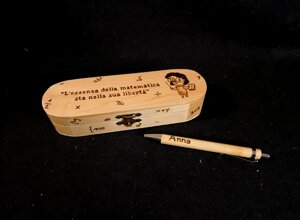 "L'essenza della matematica
sta nella sua libertà"
Anna